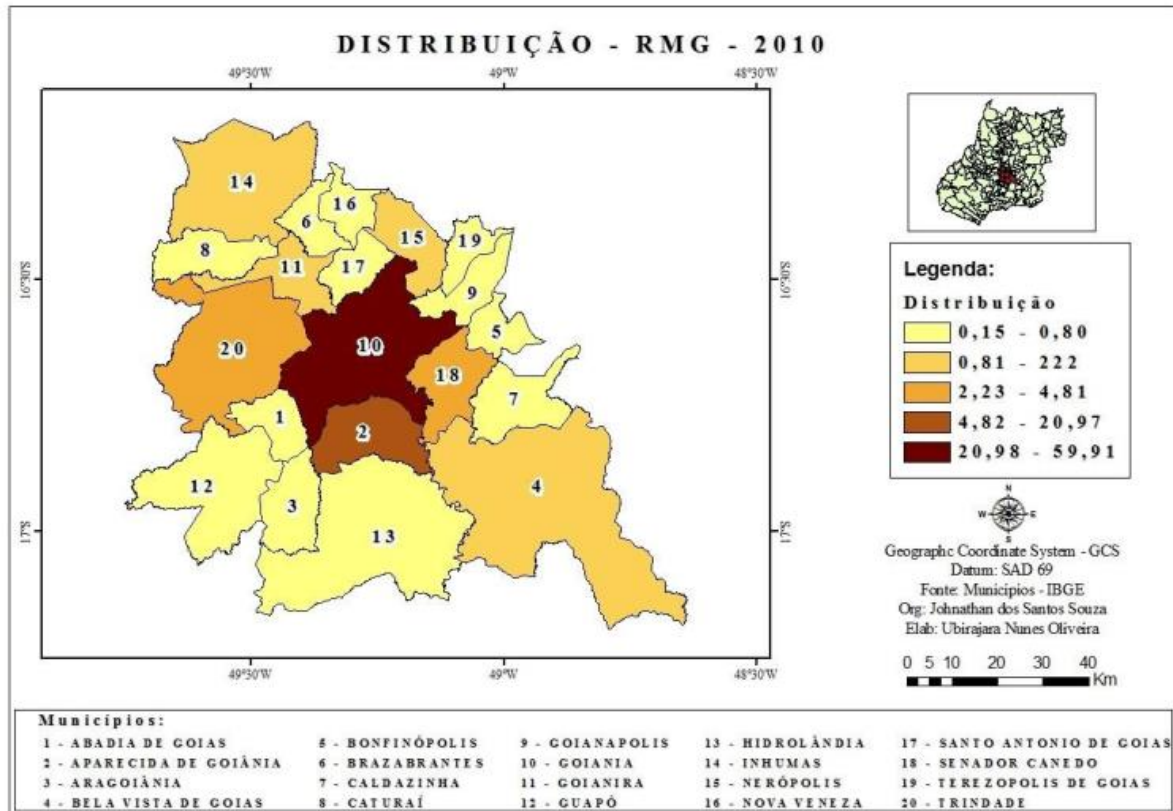 DISTRIBUIÇÃO - RMG - 2010
49°30'W 49°W 48°30'W
14
16
6
15
19
8
11
17
16°30'S 16°30'S
9
5
10
20
18
7
1
2
12
4
3
13
17°S 17°S
49°30'W 49°W 48°30'W
Legenda:
Distribuição
0,15 - 0,80
0,81 - 222
2,23 - 4,81
4,82 - 20,97
20,98 - 59,91
N
W E
S
Geographc Coordinate System - GCS
Datum: SAD 69
Fonte: Municipios - IBGE
Org: Johnathan dos Santos Souza
Elab: Ubirajara Nunes Oliveira
0 5 10 20 30 40
Km
Municípios:
1 - ABADIA DE GOIAS
2 - APARECIDA DE GOIÂNIA
3 - ARAGOIÂNIA
4 - BELA VISTA DE GOIAS
5 - BONFINÓPOLIS
6 - BRAZABRANTES
7 - CALDAZINHA
8 - CATURAÍ
9 - GOIANAPOLIS
10 - GOIANIA
11 - GOIANIRA
12 - GUAPÓ
13 - HIDROLÂNDIA
14 - INHUMAS
15 - NERÓPOLIS
16 - NOVA VENEZA
17 - SANTO ANTONIO DE GOIAS
18 - SENADOR CANEDO
19 - TEREZOPOLIS DE GOIAS
20 - TRINDADE